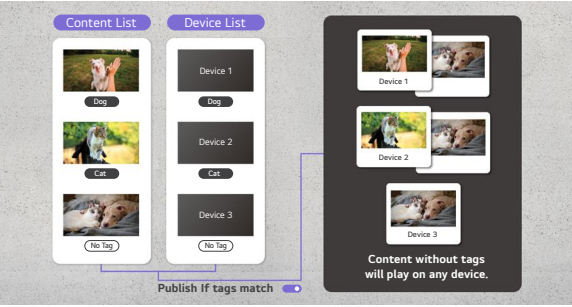 Content List
Device List
Dog
Cat
No Tag
Device 1
Dog
Device 2
Cat
Device 3
No Tag
Publish If tags match
Device 1
Device 2
Device 3
Content without tags
will play on any device.